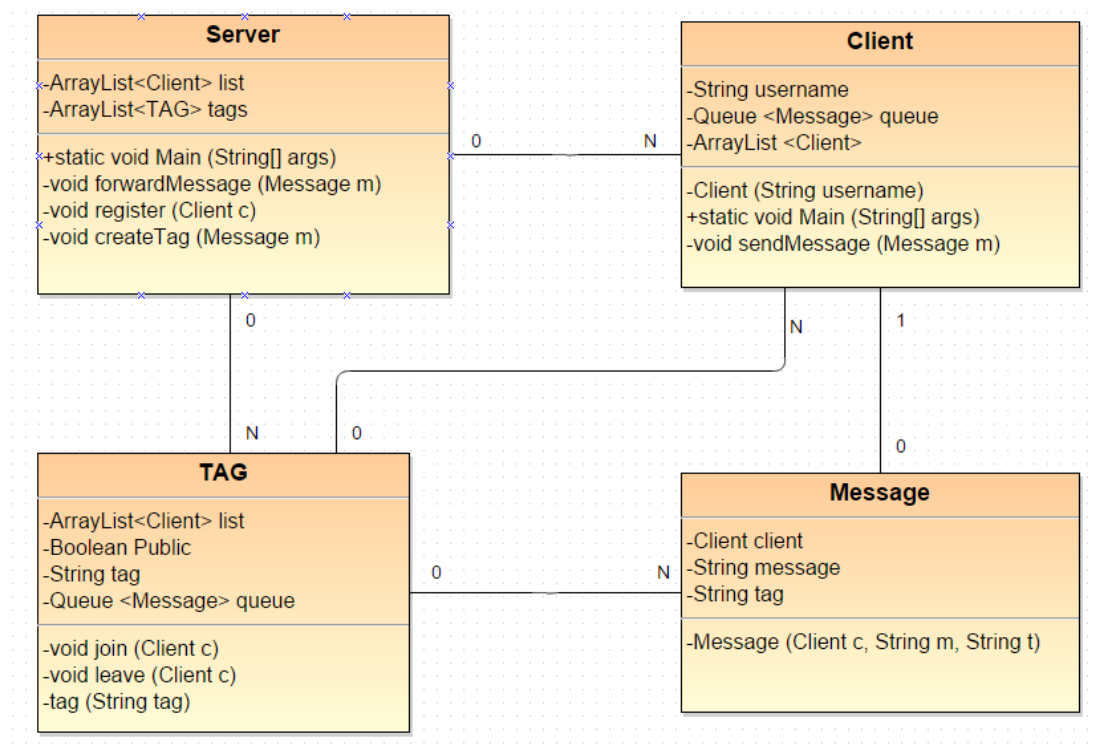 Server
-ArrayList<Client> list
-ArrayList<TAG> tags
+static void Main (String[] args)
-void forwardMessage (Message m)
-void register (Client c)
-void createTag (Message m)
0
N
Client
-String username
-Queue <Message> queue
-ArrayList <Client>
-Client (String username)
+static void Main (String[] args)
-void sendMessage (Message m)
0
N
N
0
1
0
TAG
-ArrayList<Client> list
-Boolean Public
-String tag
-Queue <Message> queue
-void join (Client c)
-void leave (Client c)
-tag (String tag)
0
N
Message
-Client client
-String message
-String tag
-Message (Client c, String m, String t)